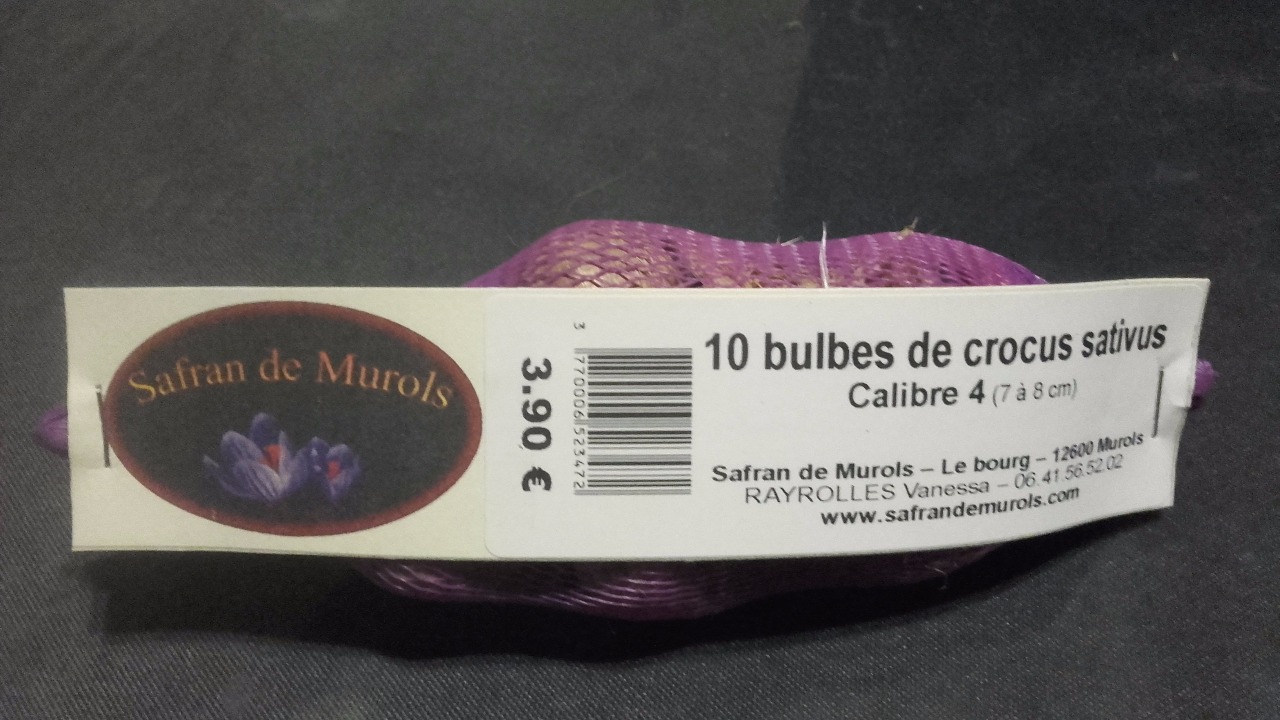 Safran de Murols
3.90 €
3 770006 523472
10 bulbes de crocus sativus
Calibre 4 (7 à 8 cm)
Safran de Murols – Le bourg – 12600 Murols
RAYROLLES Vanessa – 06.41.56.52.02
www.safrandemurols.com